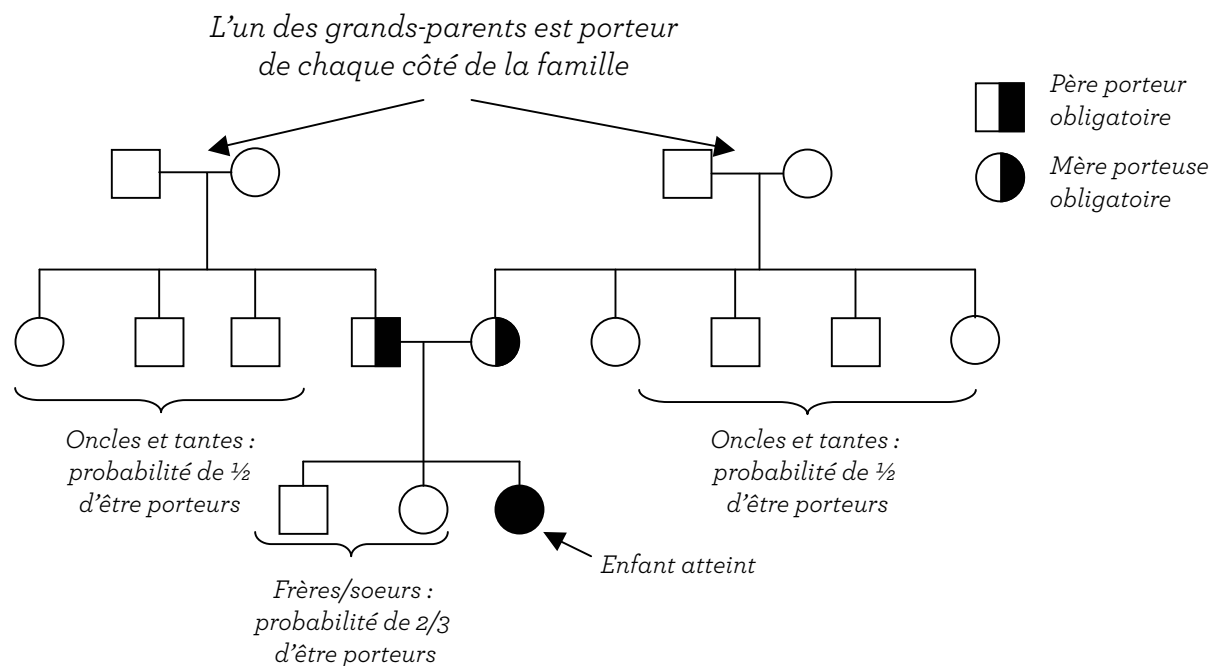 L'un des grands-parents est porteur
de chaque côté de la famille
Père porteur
obligatoire
Mère porteuse
obligatoire
Oncles et tantes :
probabilité de ½
d'être porteurs
Oncles et tantes :
probabilité de ½
d'être porteurs
Enfant atteint
Frères/soeurs :
probabilité de 2/3
d'être porteurs